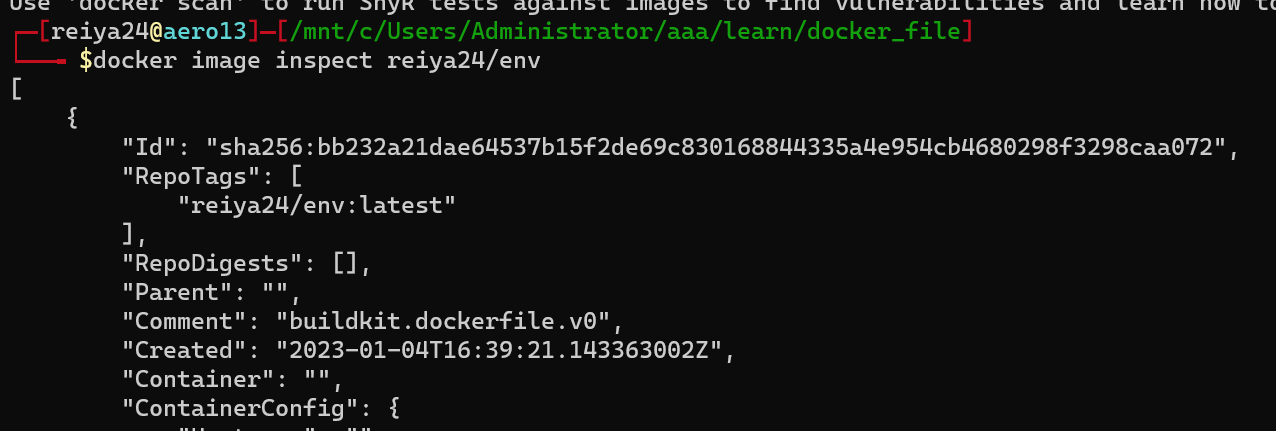 Use 'docker scan' to run Snyk tests against images to find vulnerabilities and learn how to
[reiya24@aero13]-[/mnt/c/Users/Administrator/aaa/learn/docker_file]
$docker image inspect reiya24/env
[
    {
        "Id": "sha256:bb232a21dae64537b15f2de69c830168844335a4e954cb4680298f3298caa072",
        "RepoTags": [
            "reiya24/env:latest"
        ],
        "RepoDigests": [],
        "Parent": "",
        "Comment": "buildkit.dockerfile.v0",
        "Created": "2023-01-04T16:39:21.143363002Z",
        "Container": "",
        "ContainerConfig": {